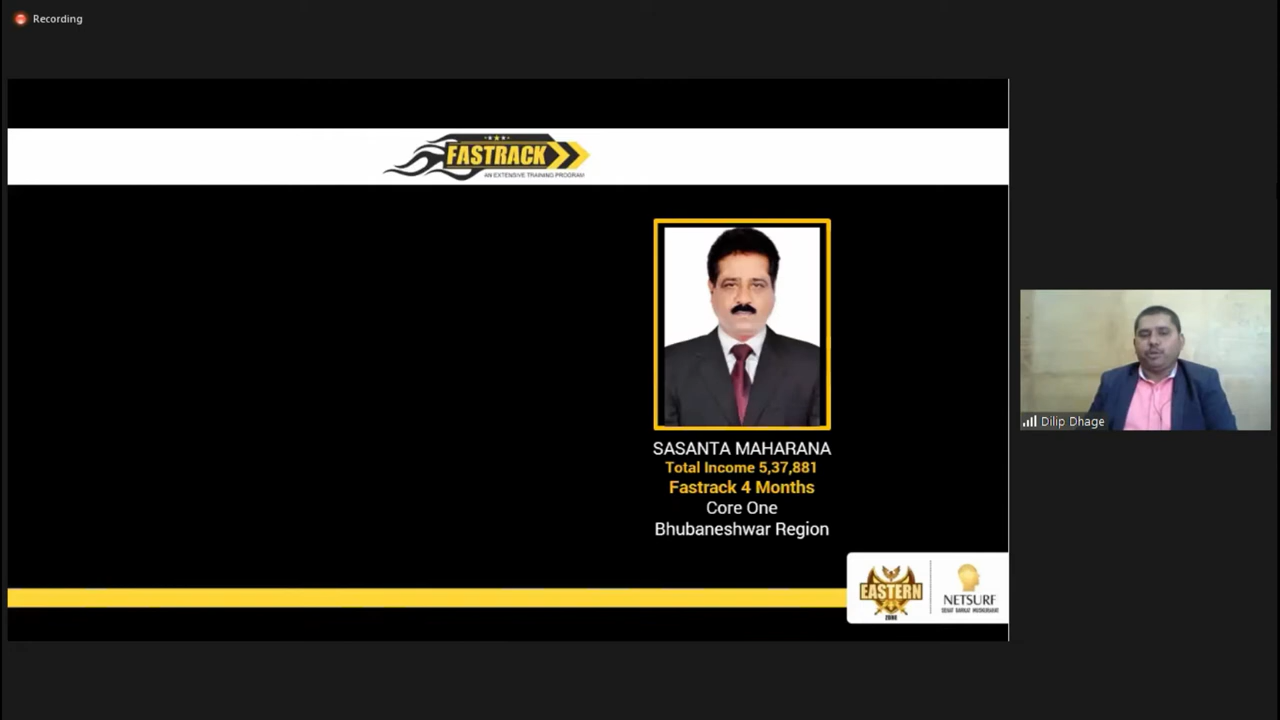 Recording
FASTRACK
AN EXTENSIVE TRAINING PROGRAM
SASANTA MAHARANA
Total Income 5,37,881
Fastrack 4 Months
Core One
Bhubaneshwar Region
Dilip Dhage
EASTERN
ZONE
NETSURF